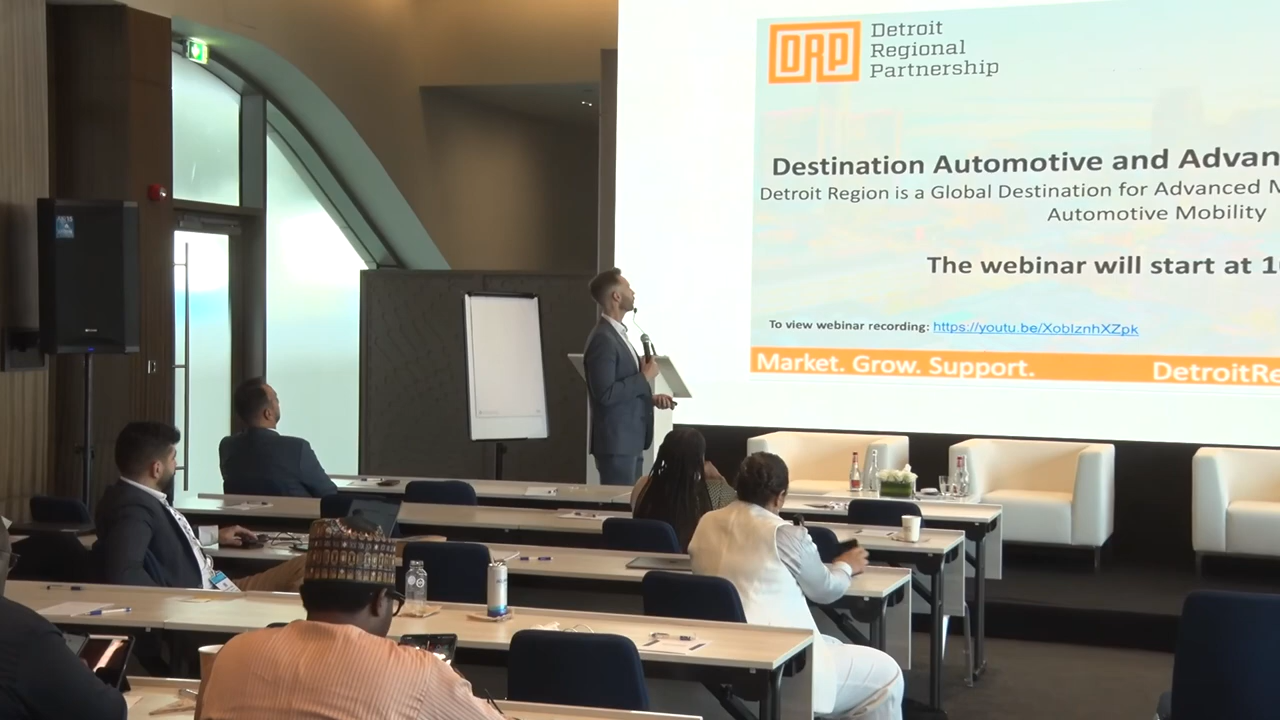 DRP
Detroit
Regional
Partnership
Destination Automotive and Advan
Detroit Region is a Global Destination for Advanced M
Automotive Mobility
The webinar will start at 1
To view webinar recording: https://youtu.be/XobIznhXZpk
Market. Grow. Support. DetroitRe